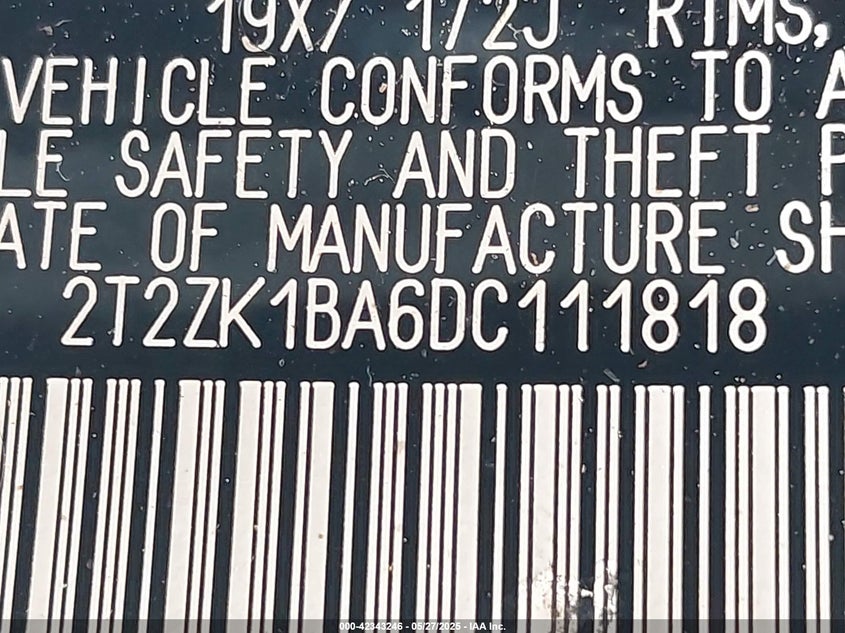 19X7 1/2J RIMS,
VEHICLE CONFORMS TO A
LE SAFETY AND THEFT P
ATE OF MANUFACTURE SH
2T2ZK1BA6DC111818
000-42343246 - 05/27/2025 - IAA Inc.